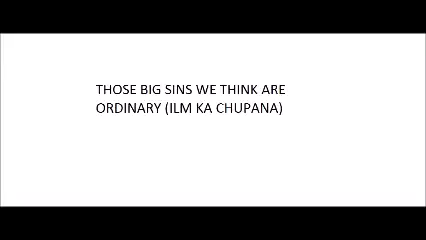 THOSE BIG SINS WE THINK ARE
ORDINARY (ILM KA CHUPANA)